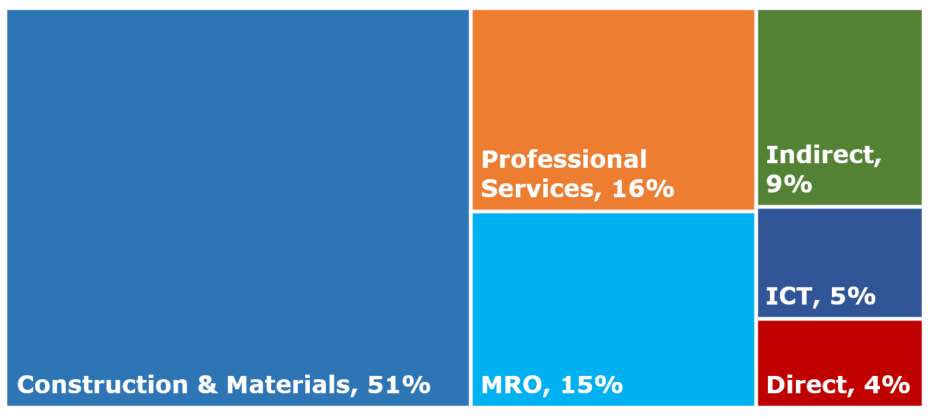 Construction & Materials, 51%
Professional
Services, 16%
MRO, 15%
Indirect,
9%
ICT, 5%
Direct, 4%